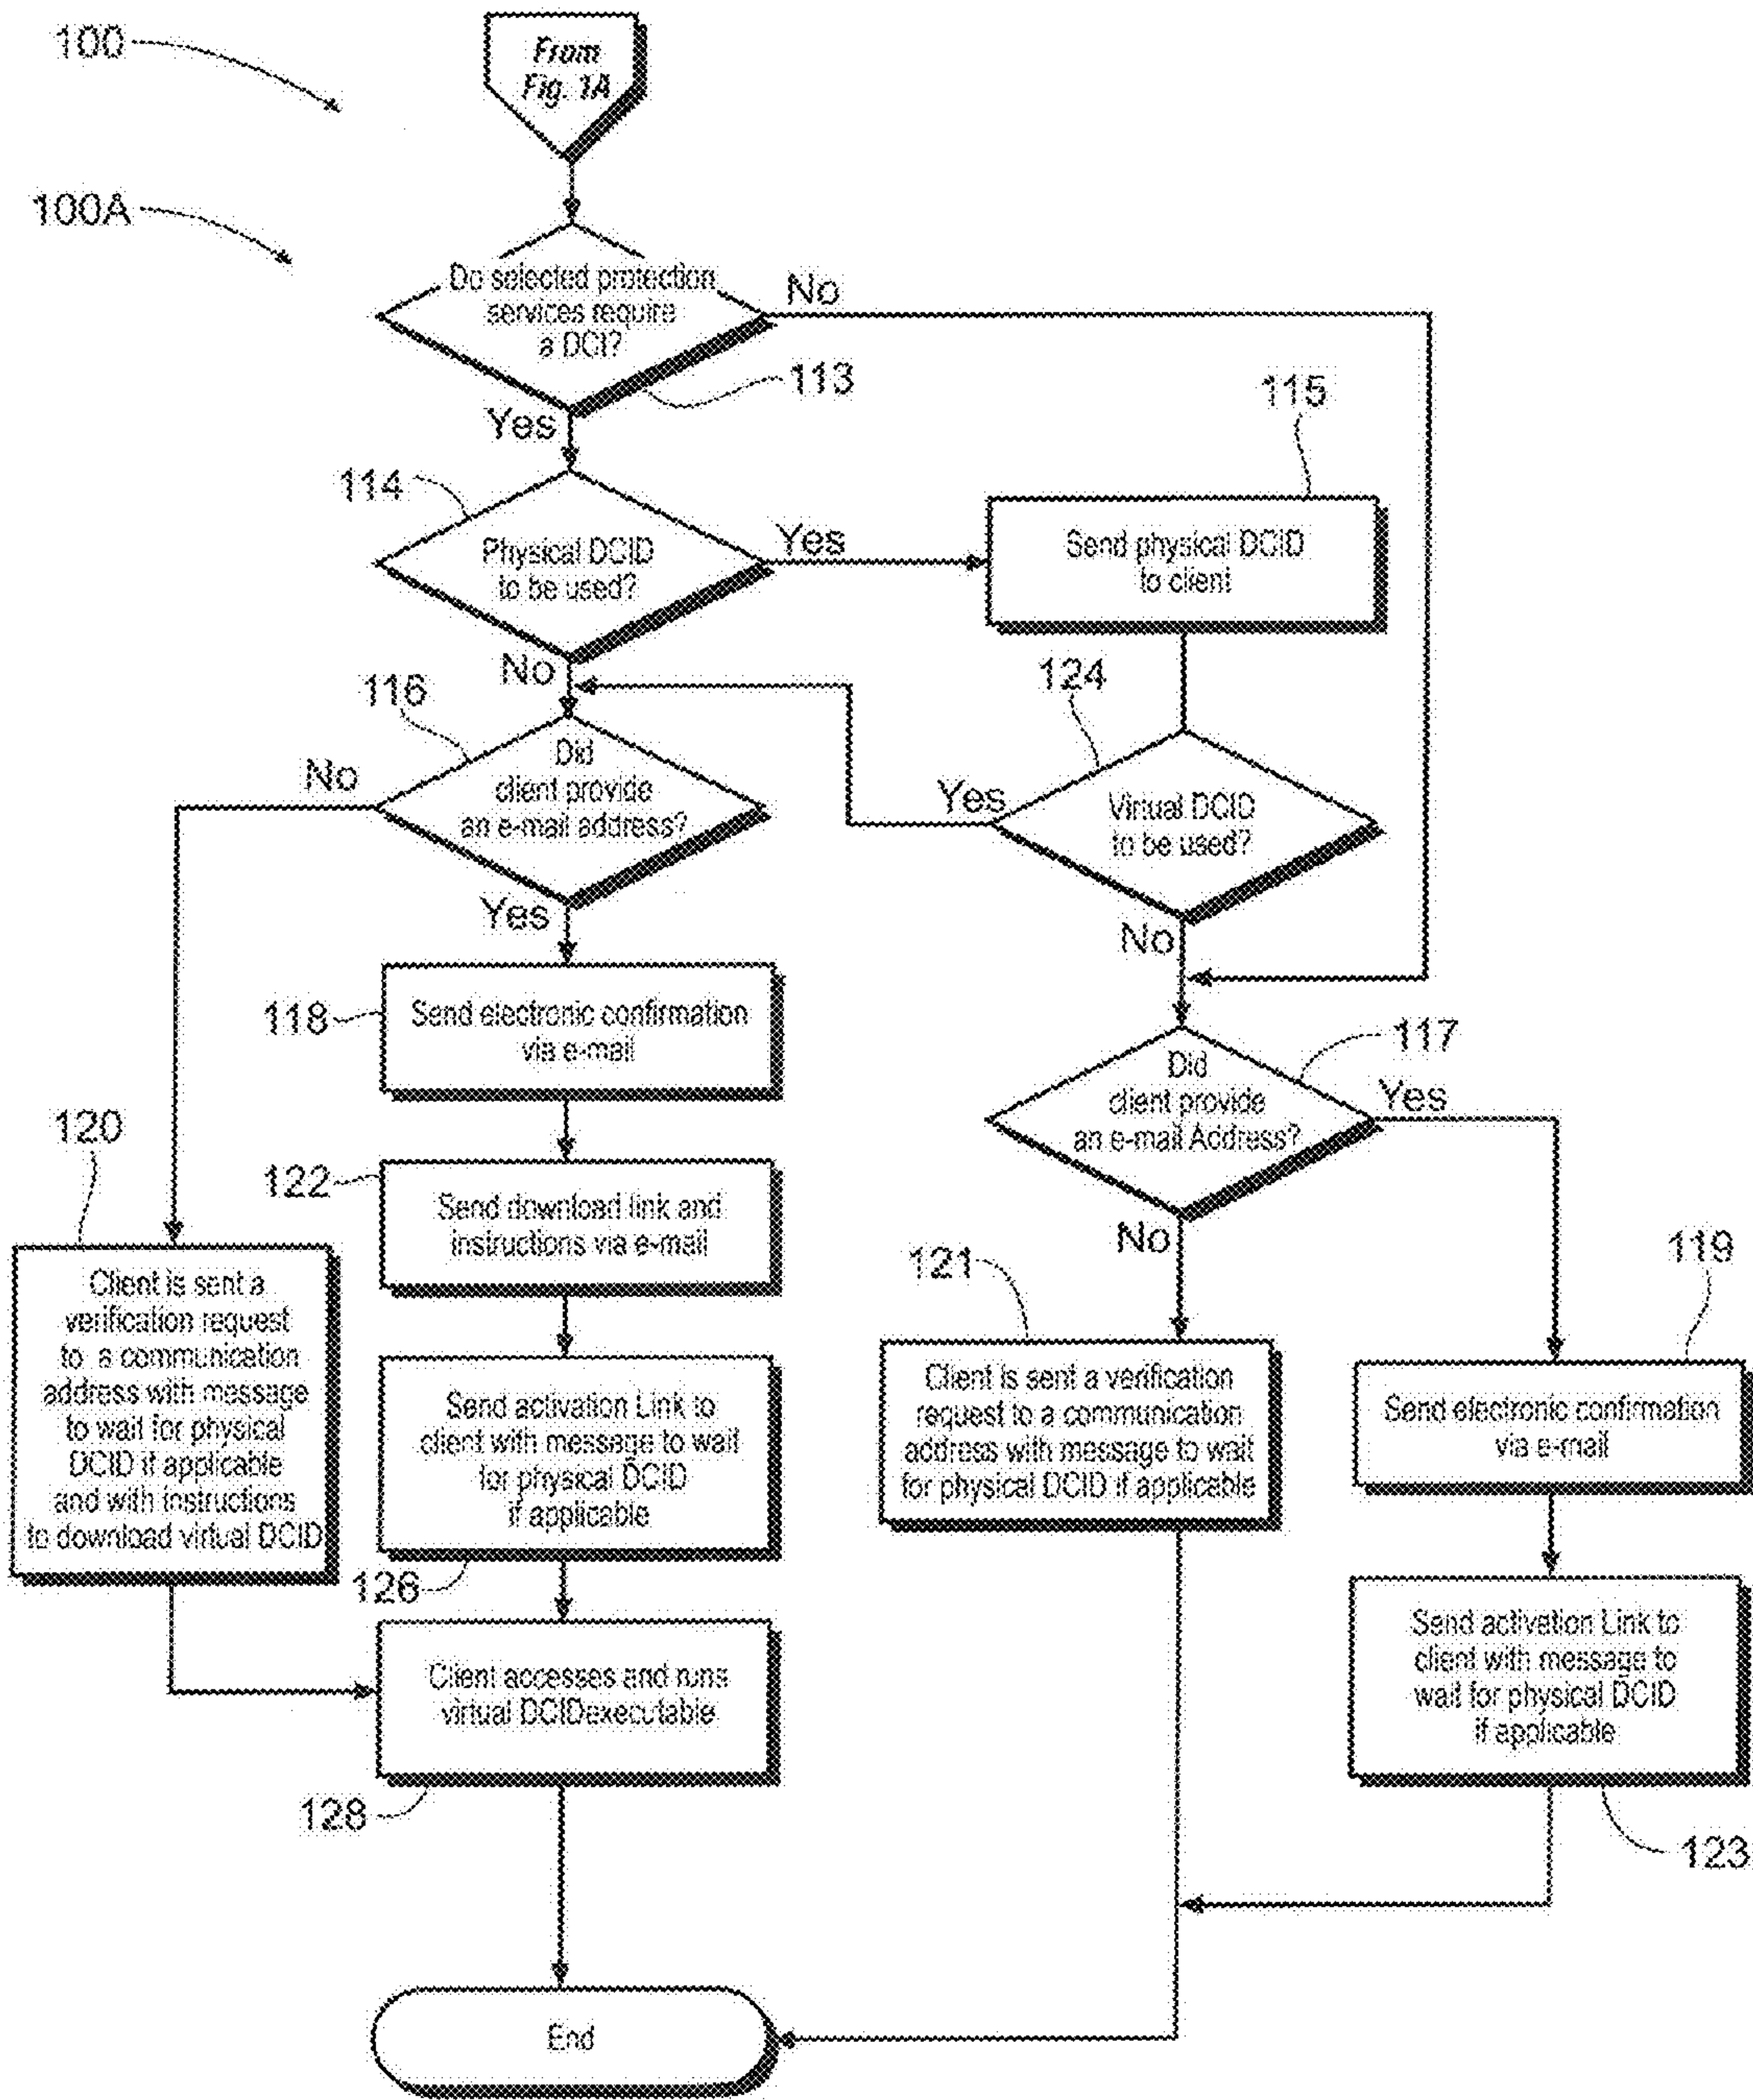 100
From
Fig. 1A
100A
Do selected protection
services require
a DCI?
No
113
Yes
115
114
Physical DCID
to be used?
Yes
Send physical DCID
to client
No
124
116
Did
client provide
an e-mail address?
No
Yes
Virtual DCID
to be used?
Yes
No
118
Send electronic confirmation
via e-mail
117
Did
client provide
an e-mail Address?
Yes
120
122
Send download link and
instructions via e-mail
No
121
119
Client is sent a
verification request
to a communication
address with message
to wait for physical
DCID if applicable
and with instructions
to download virtual DCID
Send activation Link to
client with message to wait
for physical DCID
if applicable
126
Client is sent a verification
request to a communication
address with message to wait
for physical DCID if applicable
Send electronic confirmation
via e-mail
Client accesses and runs
virtual DCIDexecutable
128
Send activation Link to
client with message to
wait for physical DCID
if applicable
123
End